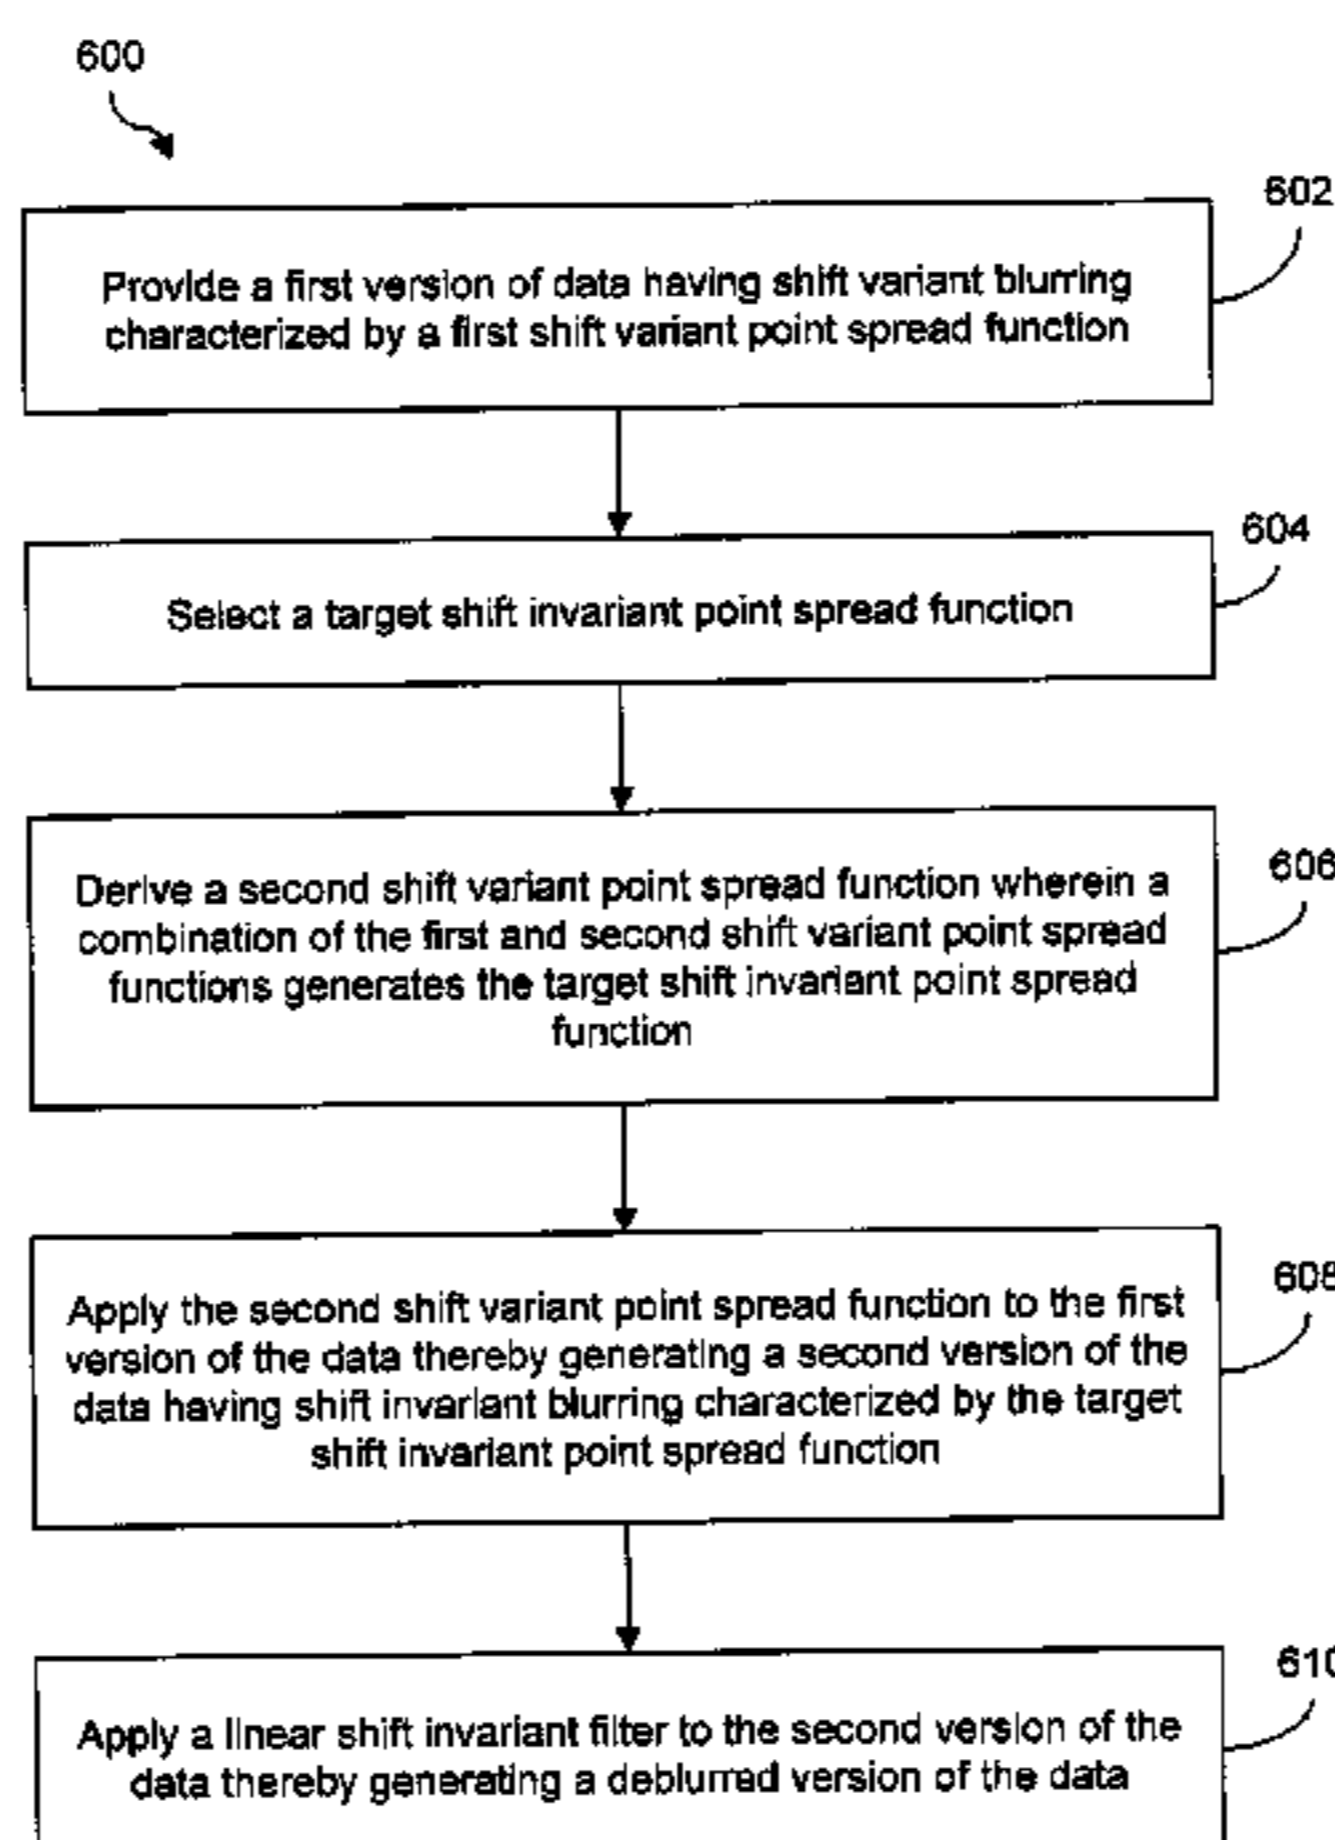 600
602
Provide a first version of data having shift variant blurring
characterized by a first shift variant point spread function
604
Select a target shift invariant point spread function
606
Derive a second shift variant point spread function wherein a
combination of the first and second shift variant point spread
functions generates the target shift invariant point spread
function
608
Apply the second shift variant point spread function to the first
version of the data thereby generating a second version of the
data having shift invariant blurring characterized by the target
shift invariant point spread function
610
Apply a linear shift invariant filter to the second version of the
data thereby generating a deblurred version of the data